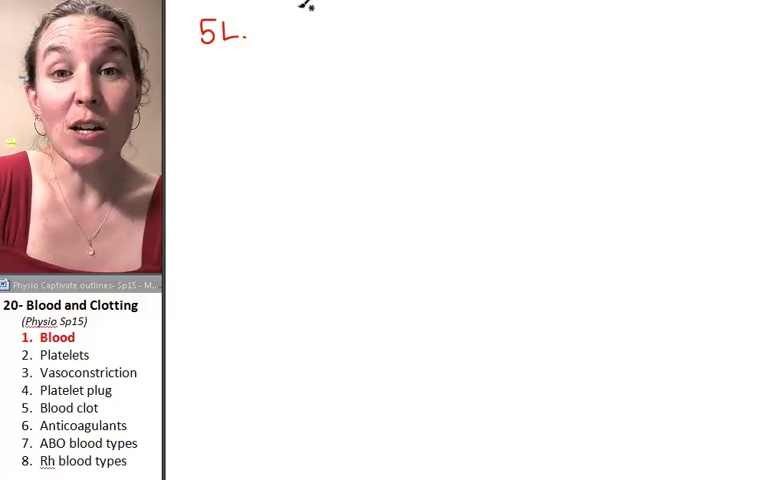 5L.
Physio Captivate outlines- Sp15 - M...
20- Blood and Clotting
(Physio Sp15)
1. Blood
2. Platelets
3. Vasoconstriction
4. Platelet plug
5. Blood clot
6. Anticoagulants
7. ABO blood types
8. Rh blood types